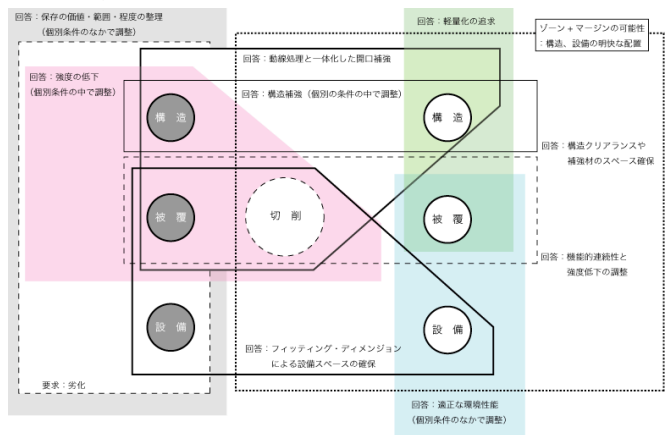 回答：保存の価値・範囲・程度の整理
（個別条件のなかで調整）
回答：軽量化の追求
ゾーン + マージンの可能性
：構造、設備の明快な配置
回答：動線処理と一体化した開口補強
回答：強度の低下
（個別条件の中で調整）
回答：構造補強（個別の条件の中で調整）
構　造
構　造
回答：構造クリアランスや
補強材のスペース確保
被　覆
切　削
被　覆
回答：機能的連続性と
強度低下の調整
設　備
設　備
回答：フィッティング・ディメンジョン
による設備スペースの確保
要求：劣化
回答：適正な環境性能
（個別条件のなかで調整）